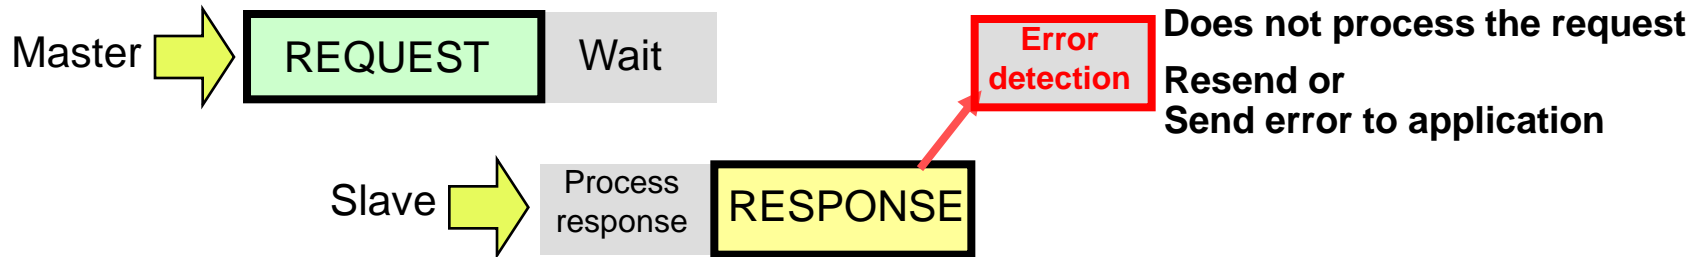 Master
REQUEST
Wait
Error
detection
Does not process the request
Resend or
Send error to application
Slave
Process
response
RESPONSE